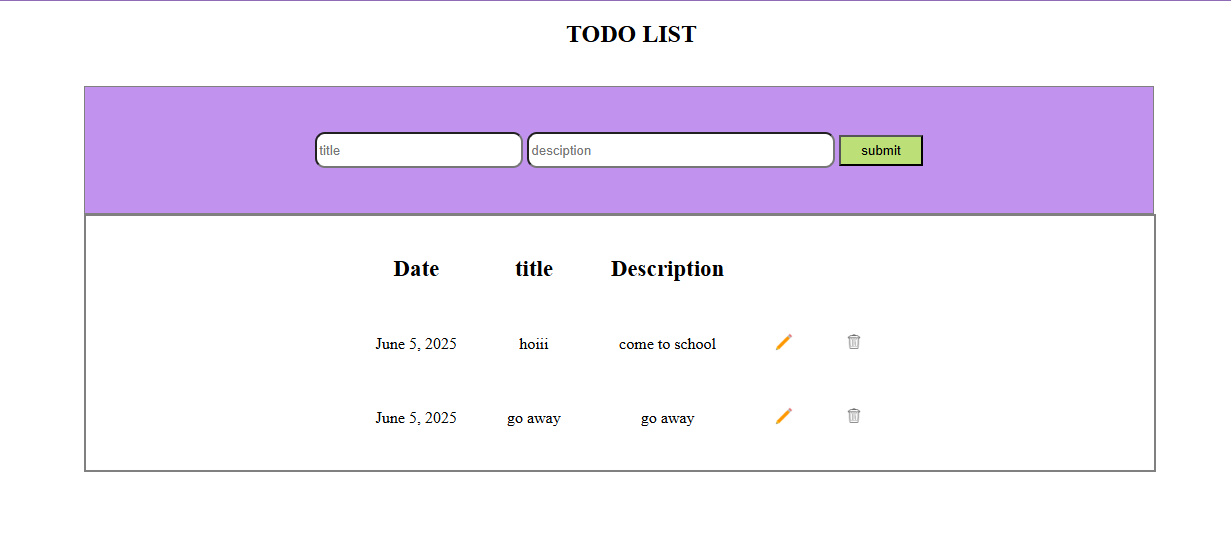 TODO LIST
title desciption submit
Date title Description
June 5, 2025 hoiii come to school
June 5, 2025 go away go away